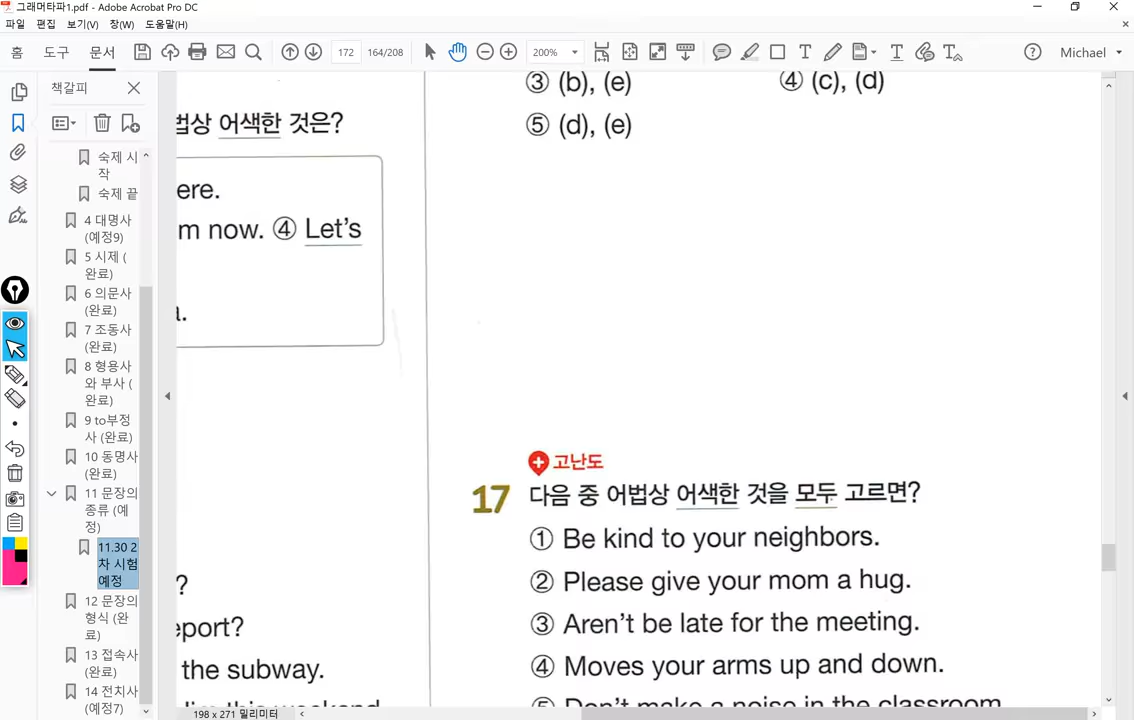 그래머타파1.pdf - Adobe Acrobat Pro DC
파일 편집 보기(V) 창(W) 도움말(H)
홈 도구 문서 172 164/208 200% Michael
책갈피
숙제 시
작
숙제 끝
4 대명사
(예정9)
5 시제 (
완료)
6 의문사
(완료)
7 조동사
(완료)
8 형용사
와 부사 (
완료)
9 to부정
사 (완료)
10 동명사
(완료)
11 문장의
종류 (예
정)
11.30 2
차 시험
예정
12 문장의
형식 (완
료)
13 접속사
(완료)
14 전치사
(예정7)
법상 어색한 것은?
ere.
m now. ④ Let's
a.
?
eport?
the subway.
198 x 271 밀리미터
③ (b), (e) ④ (c), (d)
⑤ (d), (e)
고난도
17 다음 중 어법상 어색한 것을 모두 고르면?
① Be kind to your neighbors.
② Please give your mom a hug.
③ Aren't be late for the meeting.
④ Moves your arms up and down.
⑤ Don't make a noise in the classroom